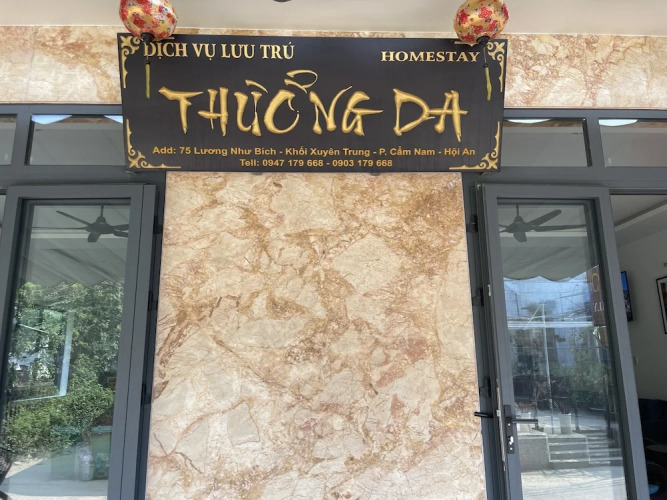 DỊCH VỤ LƯU TRÚ HOMESTAY
THUỒNG DA
Add: 75 Lương Như Bích - Khối Xuyên Trung - P. Cẩm Nam - Hội An
Tell: 0947 179 668 - 0903 179 668